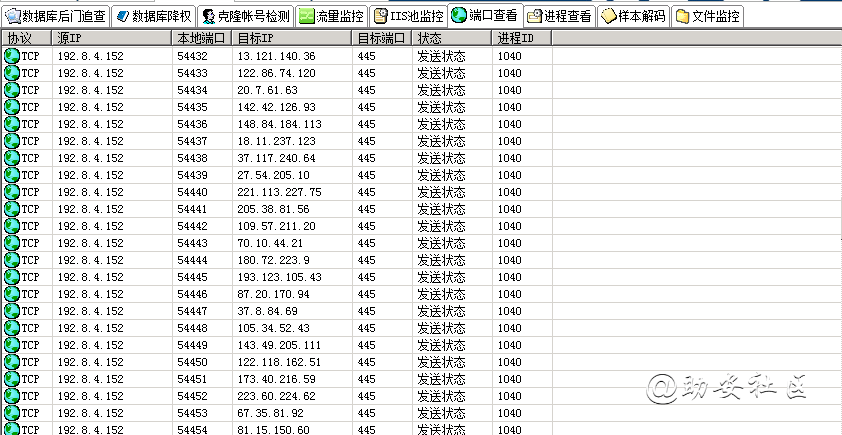 数据库后门追查 数据库降权 克隆帐号检测 流量监控 IIS池监控 端口查看 进程查看 样本解码 文件监控
协议 源IP 本地端口 目标IP 目标端口 状态 进程ID
TCP 192.8.4.152 54432 13.121.140.36 445 发送状态 1040
TCP 192.8.4.152 54433 122.86.74.120 445 发送状态 1040
TCP 192.8.4.152 54434 20.7.61.63 445 发送状态 1040
TCP 192.8.4.152 54435 142.42.126.93 445 发送状态 1040
TCP 192.8.4.152 54436 148.84.184.113 445 发送状态 1040
TCP 192.8.4.152 54437 18.11.237.123 445 发送状态 1040
TCP 192.8.4.152 54438 37.117.240.64 445 发送状态 1040
TCP 192.8.4.152 54439 27.54.205.10 445 发送状态 1040
TCP 192.8.4.152 54440 221.113.227.75 445 发送状态 1040
TCP 192.8.4.152 54441 205.38.81.56 445 发送状态 1040
TCP 192.8.4.152 54442 109.57.211.20 445 发送状态 1040
TCP 192.8.4.152 54443 70.10.44.21 445 发送状态 1040
TCP 192.8.4.152 54444 180.72.223.9 445 发送状态 1040
TCP 192.8.4.152 54445 193.123.105.43 445 发送状态 1040
TCP 192.8.4.152 54446 87.20.170.94 445 发送状态 1040
TCP 192.8.4.152 54447 37.8.84.69 445 发送状态 1040
TCP 192.8.4.152 54448 105.34.52.43 445 发送状态 1040
TCP 192.8.4.152 54449 143.49.205.111 445 发送状态 1040
TCP 192.8.4.152 54450 122.118.162.51 445 发送状态 1040
TCP 192.8.4.152 54451 173.40.216.59 445 发送状态 1040
TCP 192.8.4.152 54452 223.60.224.62 445 发送状态 1040
TCP 192.8.4.152 54453 67.35.81.92 445 发送状态 1040
TCP 192.8.4.152 54454 81.15.150.60 445 发送状态 1040
@助安社区